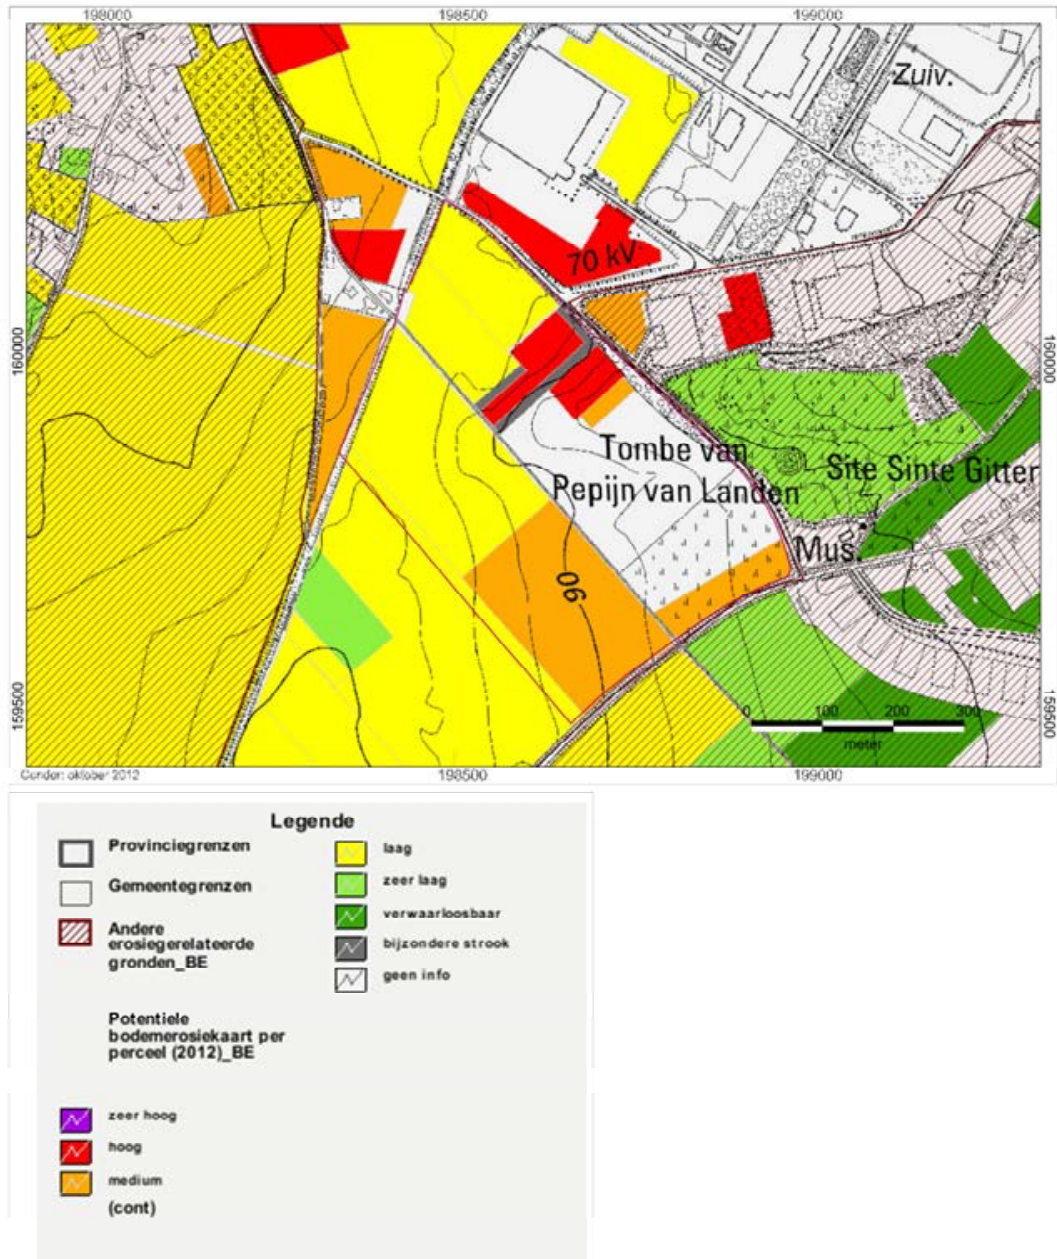 198000 198500 199000
Zuiv.
70 kV
160000 160000
Tombe van
Pepijn van Landen
Site Sinte Gitter
Mus.
90
159500 159500
0 100 200 300
meter
Conder: oktober 2012
198500 199000
Legende
Provinciegrenzen
Gemeentegrenzen
Andere
erosiegerelateerde
gronden_BE
Potentiele
bodemerosiekaart per
perceel (2012)_BE
zeer hoog
hoog
medium
(cont)
laag
zeer laag
verwaarloosbaar
bijzondere strook
geen info